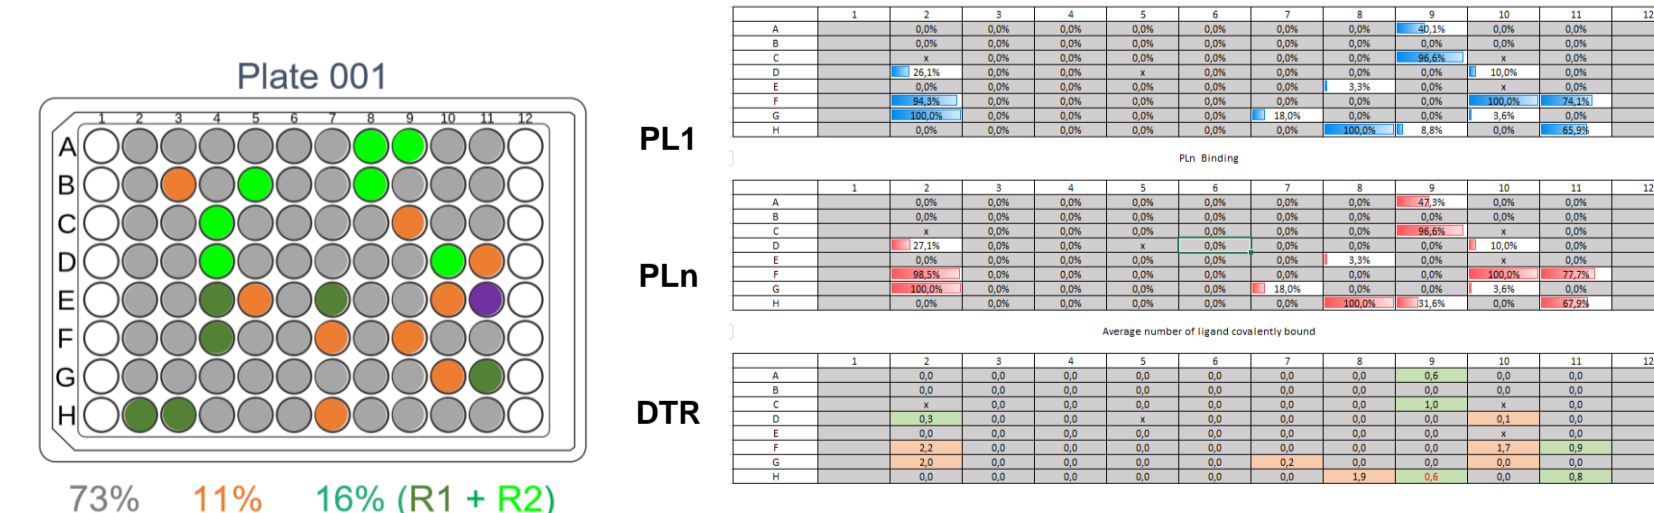 Plate 001
1 2 3 4 5 6 7 8 9 10 11 12
A
B
C
D
E
F
G
H
73% 11% 16% (R1 + R2)
PL1
1 2 3 4 5 6 7 8 9 10 11 12
A 0,0% 0,0% 0,0% 0,0% 0,0% 0,0% 0,0% 40,1% 0,0% 0,0%
B 0,0% 0,0% 0,0% 0,0% 0,0% 0,0% 0,0% 0,0% 0,0% 0,0%
C x 0,0% 0,0% 0,0% 0,0% 0,0% 0,0% 96,6% x 0,0%
D 26,1% 0,0% 0,0% x 0,0% 0,0% 0,0% 0,0% 10,0% 0,0%
E 0,0% 0,0% 0,0% 0,0% 0,0% 0,0% 3,3% 0,0% x 0,0%
F 94,3% 0,0% 0,0% 0,0% 0,0% 0,0% 0,0% 0,0% 100,0% 74,1%
G 100,0% 0,0% 0,0% 0,0% 0,0% 18,0% 0,0% 0,0% 3,6% 0,0%
H 0,0% 0,0% 0,0% 0,0% 0,0% 0,0% 100,0% 8,8% 0,0% 65,9%
PLn Binding
PLn
1 2 3 4 5 6 7 8 9 10 11 12
A 0,0% 0,0% 0,0% 0,0% 0,0% 0,0% 0,0% 47,3% 0,0% 0,0%
B 0,0% 0,0% 0,0% 0,0% 0,0% 0,0% 0,0% 0,0% 0,0% 0,0%
C x 0,0% 0,0% 0,0% 0,0% 0,0% 0,0% 96,6% x 0,0%
D 27,1% 0,0% 0,0% x 0,0% 0,0% 0,0% 0,0% 10,0% 0,0%
E 0,0% 0,0% 0,0% 0,0% 0,0% 0,0% 3,3% 0,0% x 0,0%
F 98,5% 0,0% 0,0% 0,0% 0,0% 0,0% 0,0% 0,0% 100,0% 77,7%
G 100,0% 0,0% 0,0% 0,0% 0,0% 18,0% 0,0% 0,0% 3,6% 0,0%
H 0,0% 0,0% 0,0% 0,0% 0,0% 0,0% 100,0% 31,6% 0,0% 67,9%
Average number of ligand covalently bound
DTR
1 2 3 4 5 6 7 8 9 10 11 12
A 0,0 0,0 0,0 0,0 0,0 0,0 0,0 0,6 0,0 0,0
B 0,0 0,0 0,0 0,0 0,0 0,0 0,0 0,0 0,0 0,0
C x 0,0 0,0 0,0 0,0 0,0 0,0 1,0 x 0,0
D 0,3 0,0 0,0 x 0,0 0,0 0,0 0,0 0,1 0,0
E 0,0 0,0 0,0 0,0 0,0 0,0 0,0 0,0 x 0,0
F 2,2 0,0 0,0 0,0 0,0 0,0 0,0 0,0 1,7 0,9
G 2,0 0,0 0,0 0,0 0,0 0,2 0,0 0,0 0,0 0,0
H 0,0 0,0 0,0 0,0 0,0 0,0 1,9 0,6 0,0 0,8